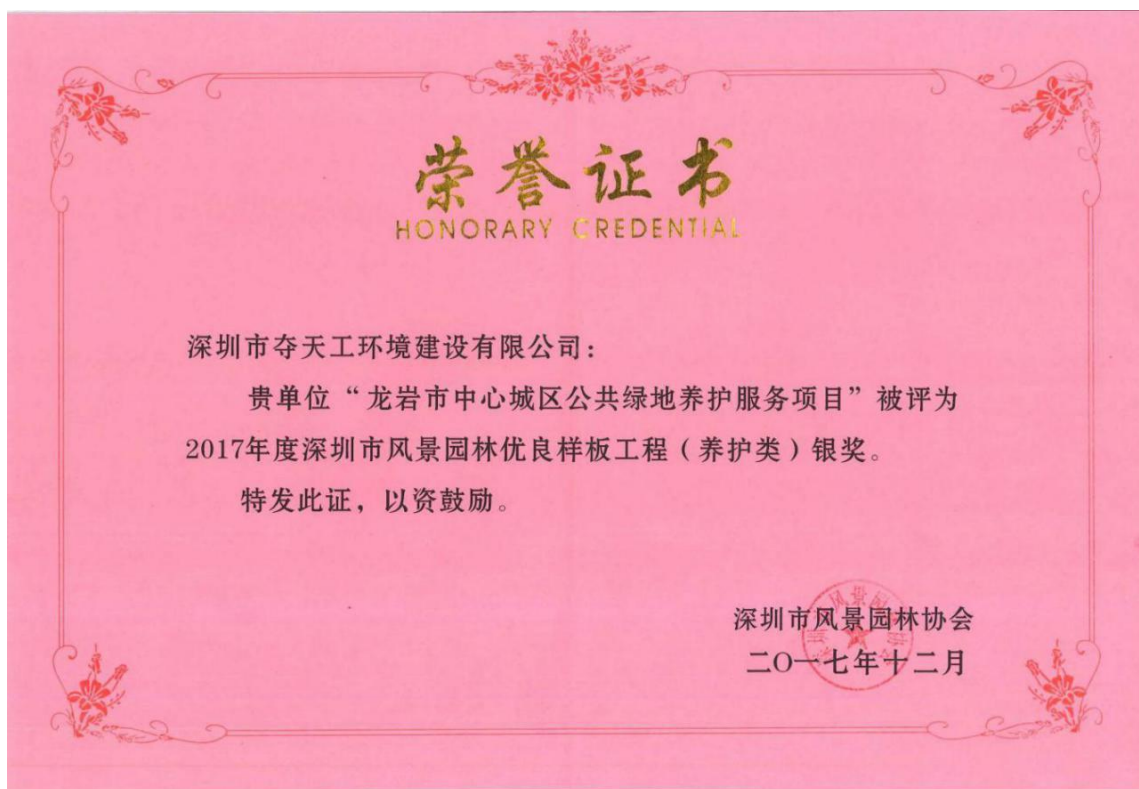 荣誉证书
HONORARY CREDENTIAL
深圳市夺天工环境建设有限公司：
贵单位“龙岩市中心城区公共绿地养护服务项目”被评为
2017年度深圳市风景园林优良样板工程（养护类）银奖。
特发此证，以资鼓励。
深圳市风景园林协会
二〇一七年十二月